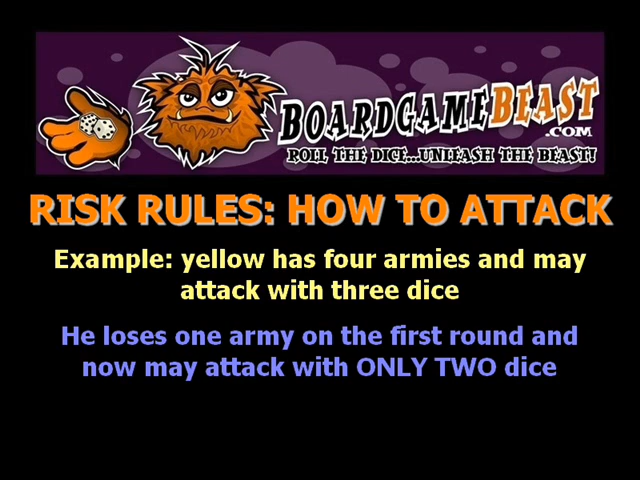 BOARDGAMEBEAST
.COM
ROLL THE DICE...UNLEASH THE BEAST!
RISK RULES: HOW TO ATTACK
Example: yellow has four armies and may
attack with three dice
He loses one army on the first round and
now may attack with ONLY TWO dice